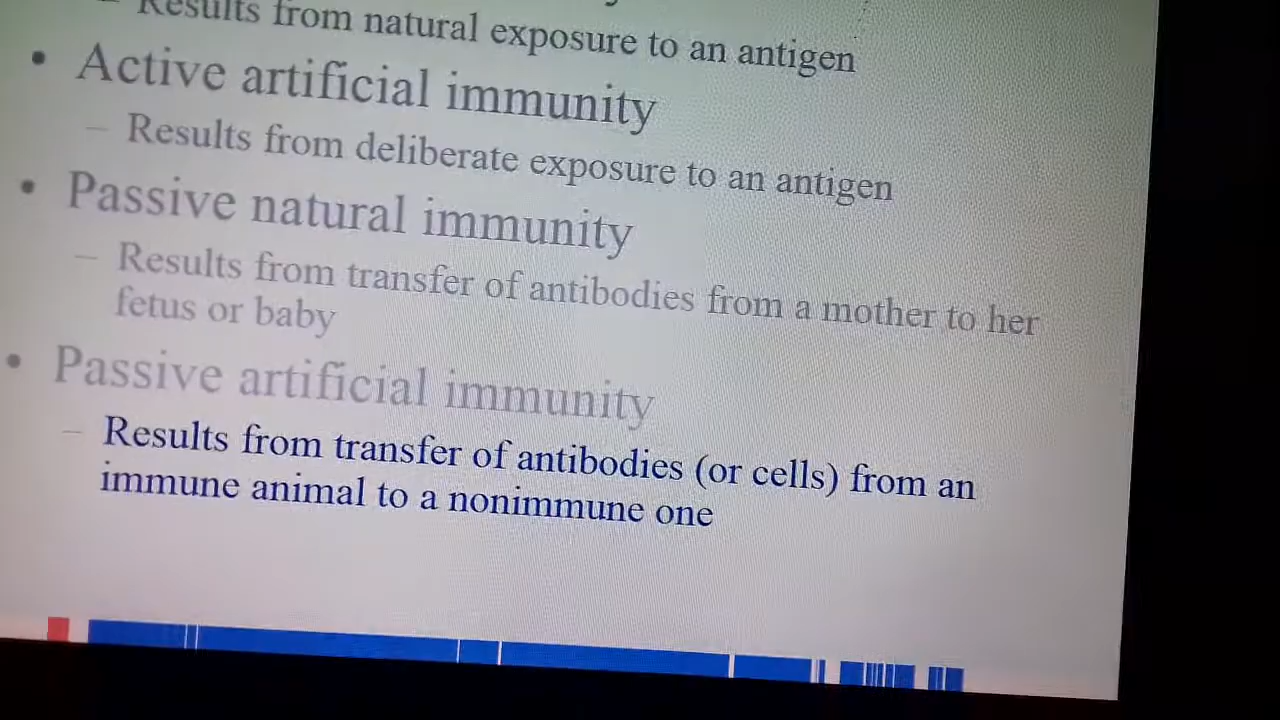 – Results from natural exposure to an antigen
• Active artificial immunity
– Results from deliberate exposure to an antigen
• Passive natural immunity
– Results from transfer of antibodies from a mother to her
fetus or baby
• Passive artificial immunity
– Results from transfer of antibodies (or cells) from an
immune animal to a nonimmune one